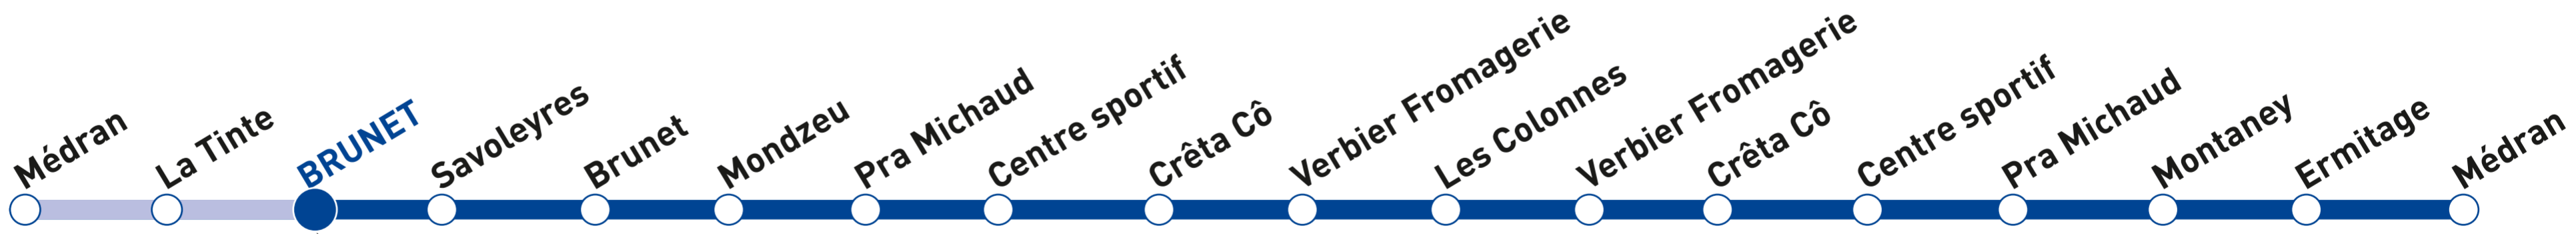 Médran
La Tinte
BRUNET
Savoleyres
Brunet
Mondzeu
Pra Michaud
Centre sportif
Crêta Cô
Verbier Fromagerie
Les Colonnes
Verbier Fromagerie
Crêta Cô
Centre sportif
Pra Michaud
Montaney
Ermitage
Médran